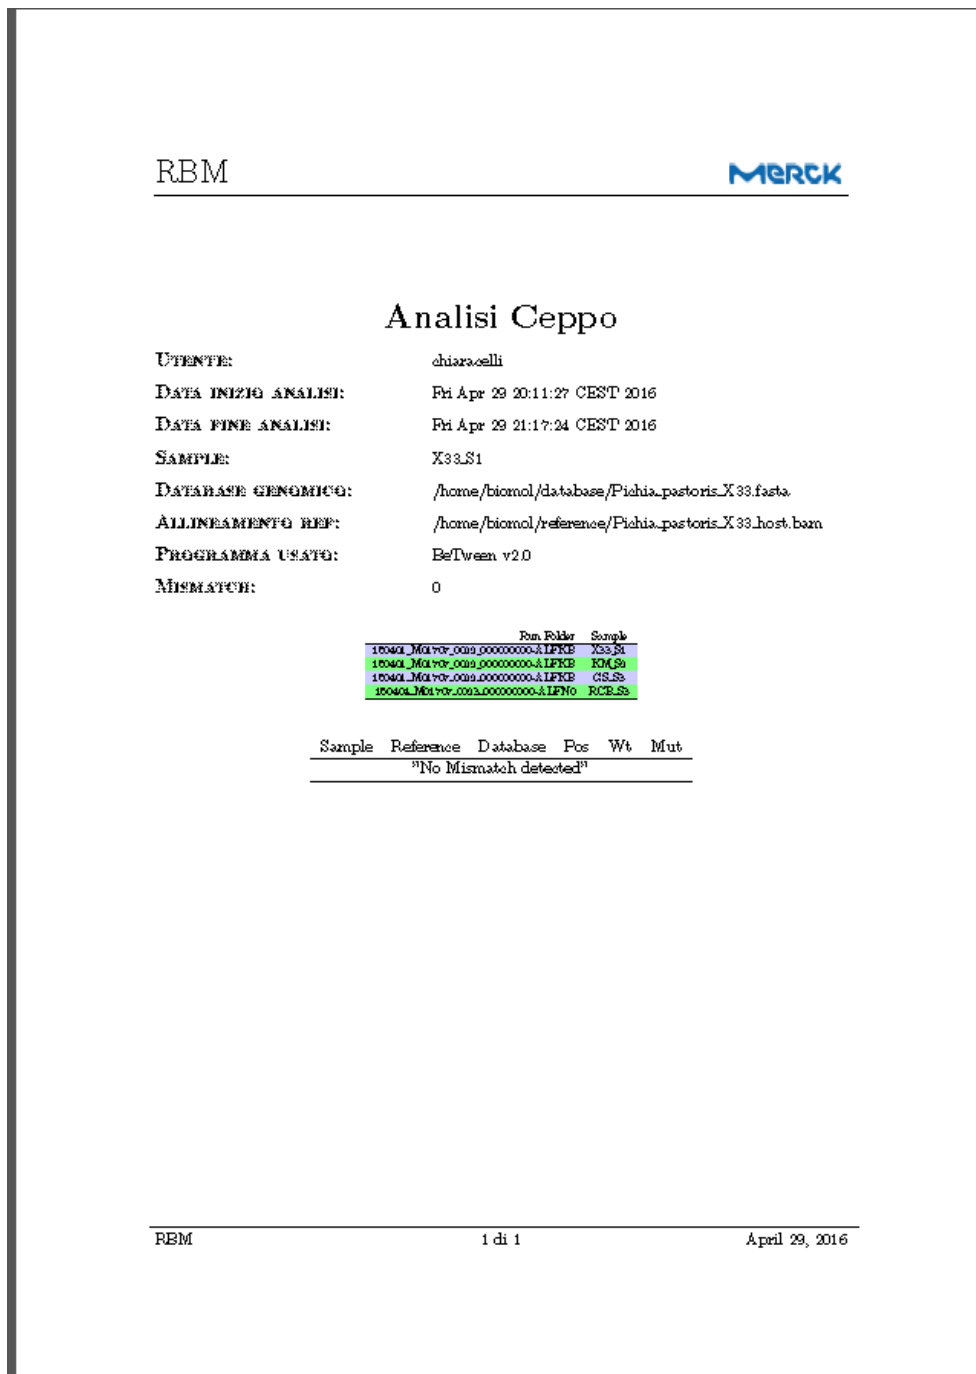 RBM MERCK
Analisi Ceppo
UTENTE: chiaracelli
DATA INIZIO ANALISI: Fri Apr 29 20:11:27 CEST 2016
DATA FINE ANALISI: Fri Apr 29 21:17:24 CEST 2016
SAMPLE: X33_S1
DATABASE GENOMICO: /home/biomol/database/Pichia_pastoris_X33.fasta
ALLINEAMENTO REF: /home/biomol/reference/Pichia_pastoris_X33_host.bam
PROGRAMMA USATO: BeTween v2.0
MISMATCH: 0
Run Folder Sample
X33_S1
GS_S3
Sample Reference Database Pos Wt Mut
"No Mismatch detected"
RBM 1 di 1 April 29, 2016